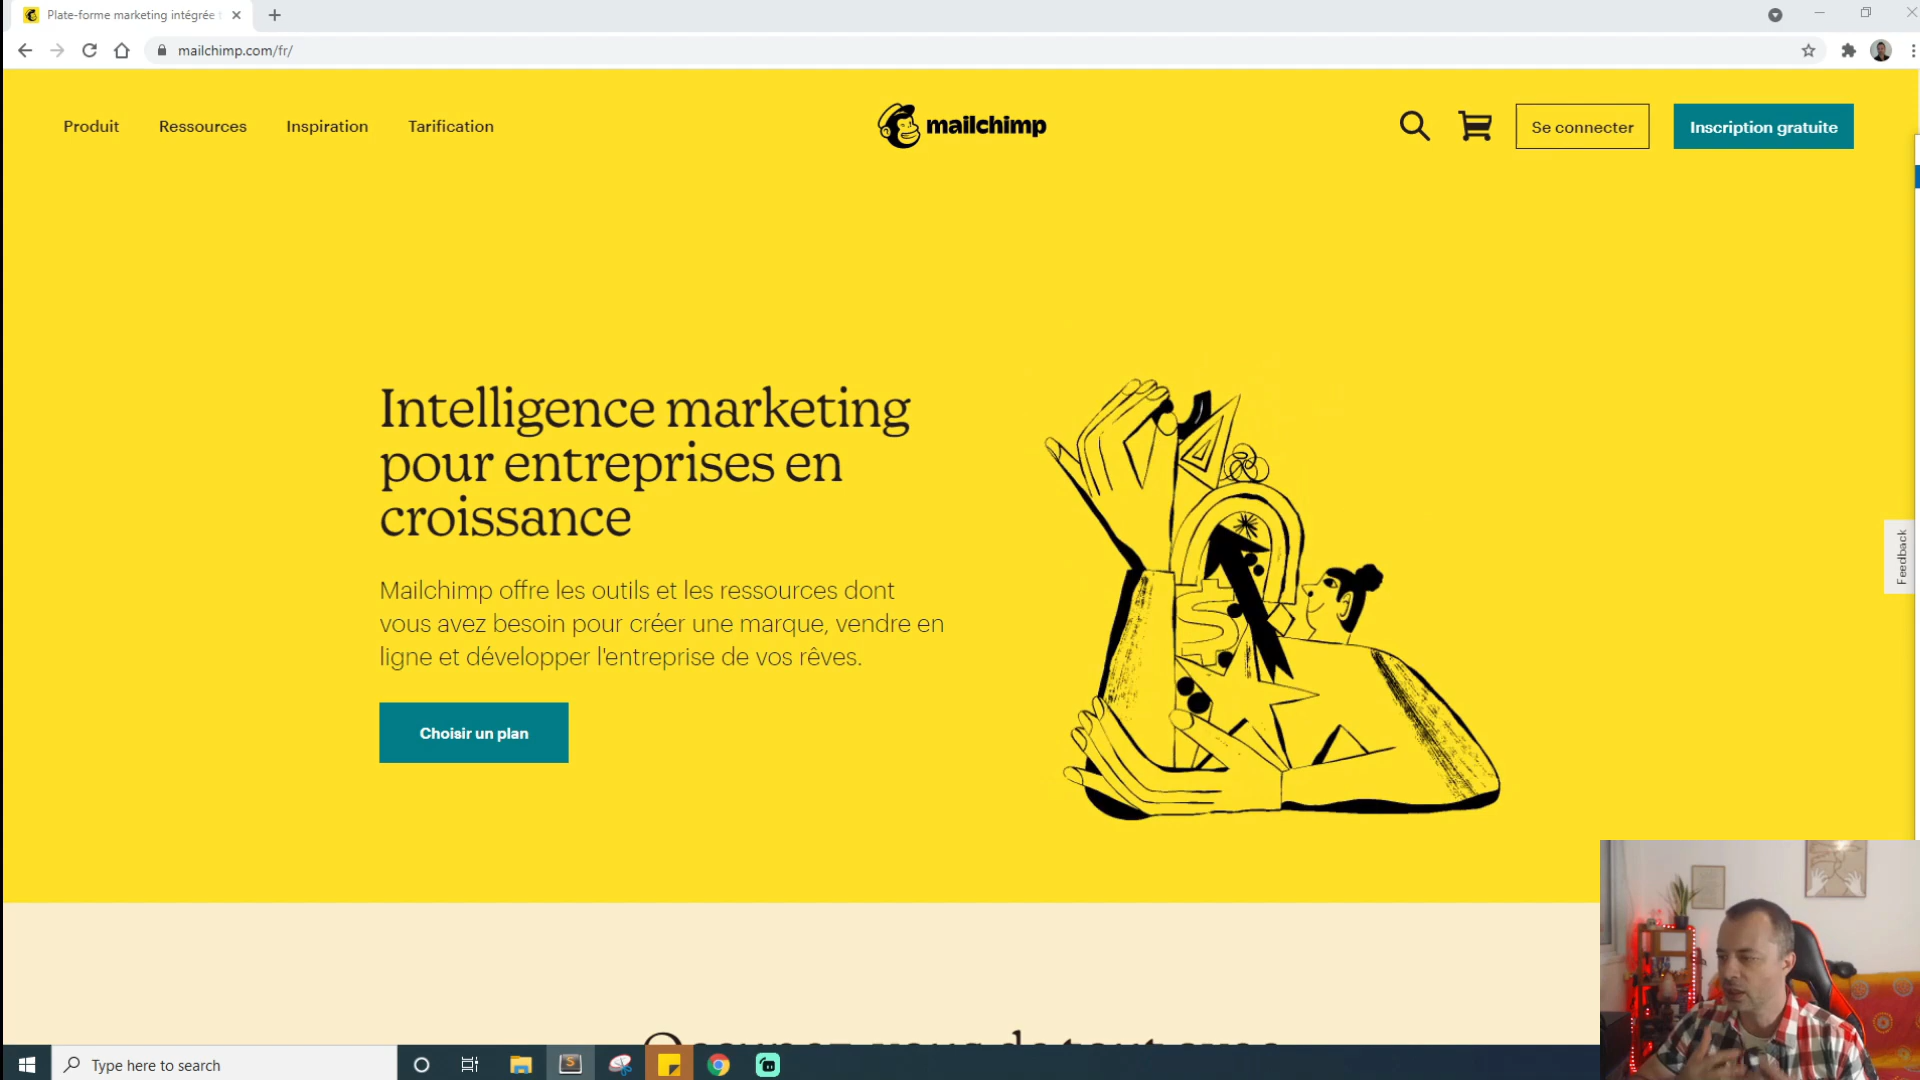 Plate-forme marketing intégrée
mailchimp.com/fr/
Produit
Ressources
Inspiration
Tarification
mailchimp
Se connecter
Inscription gratuite
Intelligence marketing
pour entreprises en
croissance
Mailchimp offre les outils et les ressources dont
vous avez besoin pour créer une marque, vendre en
ligne et développer l'entreprise de vos rêves.
Choisir un plan
Feedback
Type here to search